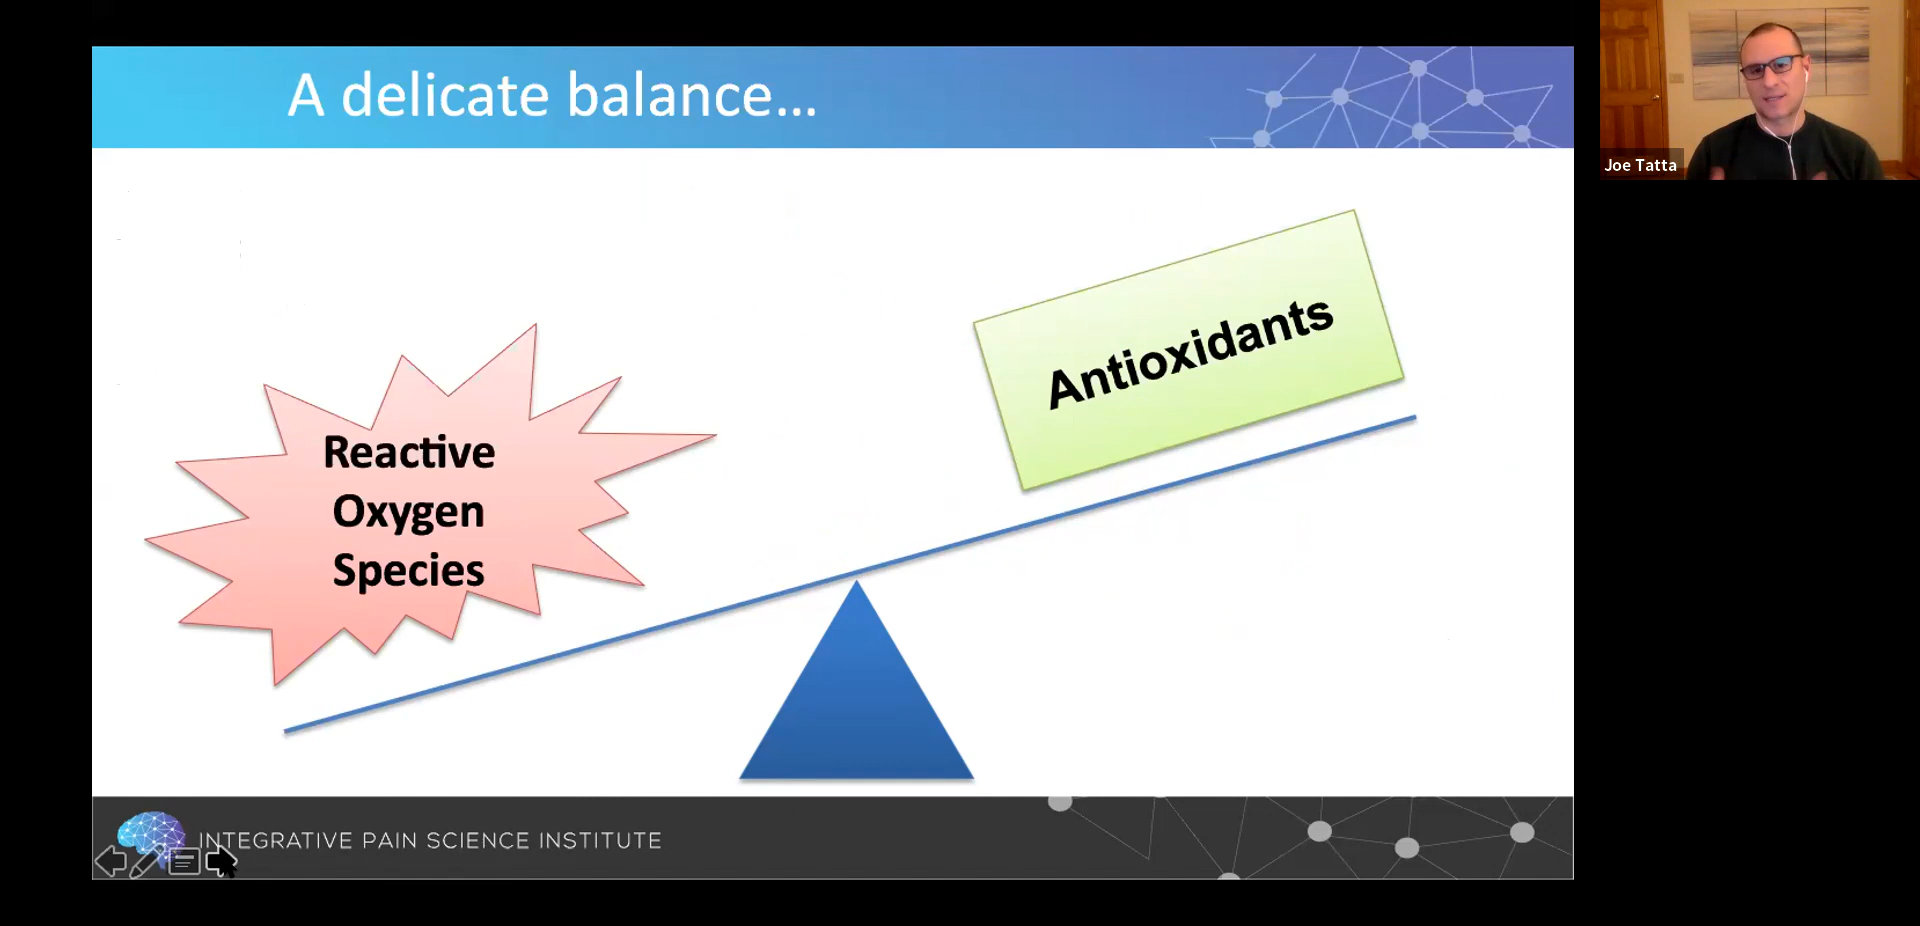 A delicate balance...
Joe Tatta
Antioxidants
Reactive
Oxygen
Species
INTEGRATIVE PAIN SCIENCE INSTITUTE